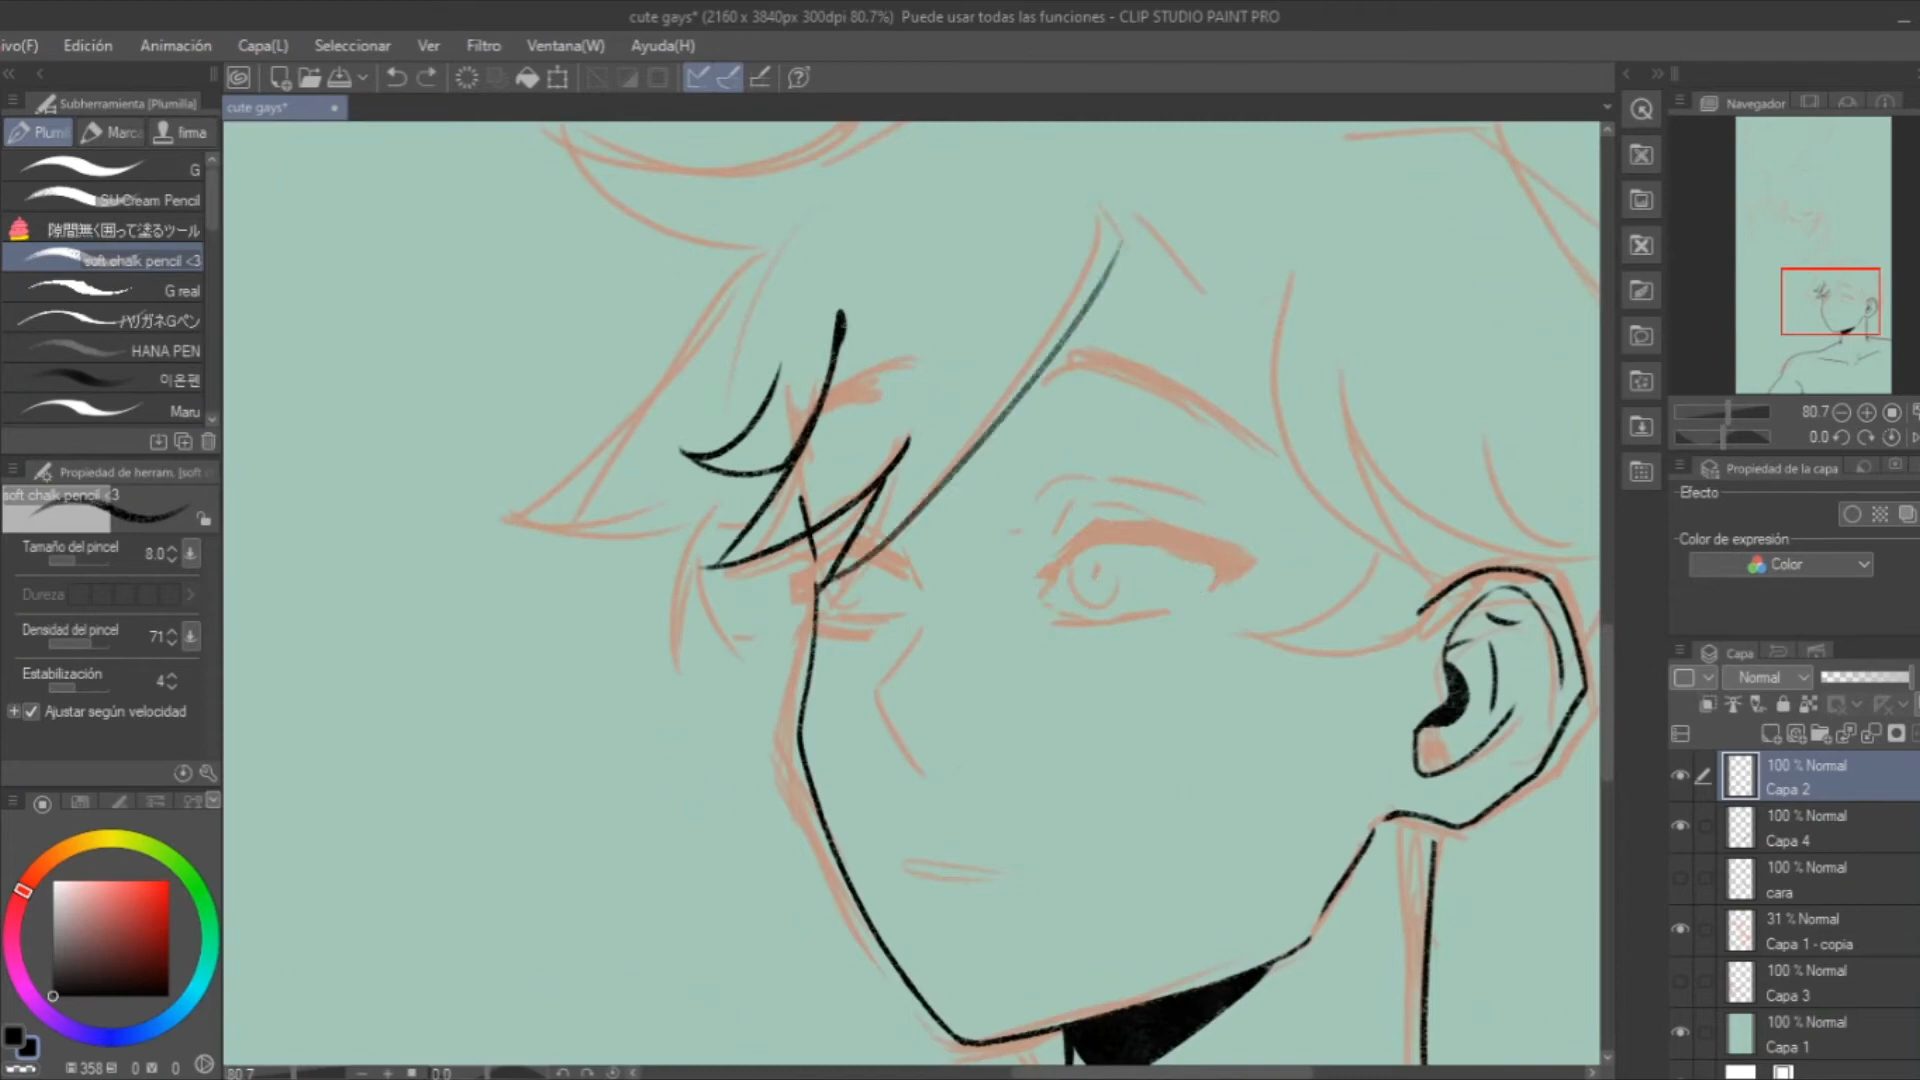 cute gays* (2160 x 3840px 300dpi 80.7%) Puede usar todas las funciones - CLIP STUDIO PAINT PRO
ivo(F) Edición Animación Capa(L) Seleccionar Ver Filtro Ventana(W) Ayuda(H)
Subherramienta [Plumilla]
cute gays*
Navegador
Plumil Marca firma
G
SU-Cream Pencil
隙間無く囲って塗るツール
soft chalk pencil <3
G real
ハリガネGペン
HANA PEN
이온펜
Maru
80.7
0.0
Propiedad de herram. [soft c
Propiedad de la capa
soft chalk pencil <3
Efecto
Color de expresión
Color
Tamaño del pincel 8.0
Dureza
Densidad del pincel 71
Estabilización 4
Ajustar según velocidad
Capa
Normal
100 % Normal
Capa 2
100 % Normal
Capa 4
100 % Normal
cara
31 % Normal
Capa 1 - copia
100 % Normal
Capa 3
100 % Normal
Capa 1
358 0 0
80.7 0.0